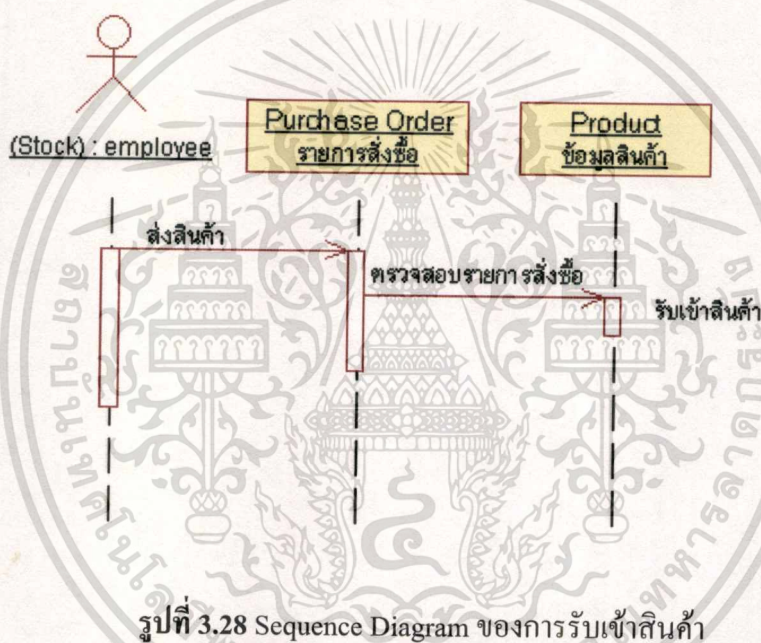 (Stock) : employee
Purchase Order
รายการสั่งซื้อ
Product
ข้อมูลสินค้า
ส่งสินค้า
ตรวจสอบรายการสั่งซื้อ
รับเข้าสินค้า
รูปที่ 3.28 Sequence Diagram ของการรับเข้าสินค้า